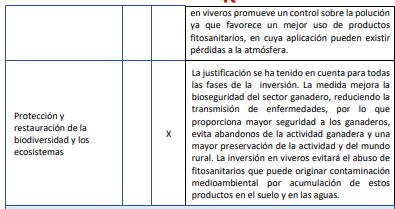 en viveros promueve un control sobre la polución
ya que favorece un mejor uso de productos
fitosanitarios, en cuya aplicación pueden existir
pérdidas a la atmósfera.
Protección y
restauración de la
biodiversidad y los
ecosistemas
X
La justificación se ha tenido en cuenta para todas
las fases de la inversión. La medida mejora la
bioseguridad del sector ganadero, reduciendo la
transmisión de enfermedades, por lo que
proporciona mayor seguridad a los ganaderos,
evita abandonos de la actividad ganadera y una
mayor preservación de la actividad y del mundo
rural. La inversión en viveros evitará el abuso de
fitosanitarios que puede originar contaminación
medioambiental por acumulación de estos
productos en el suelo y en las aguas.